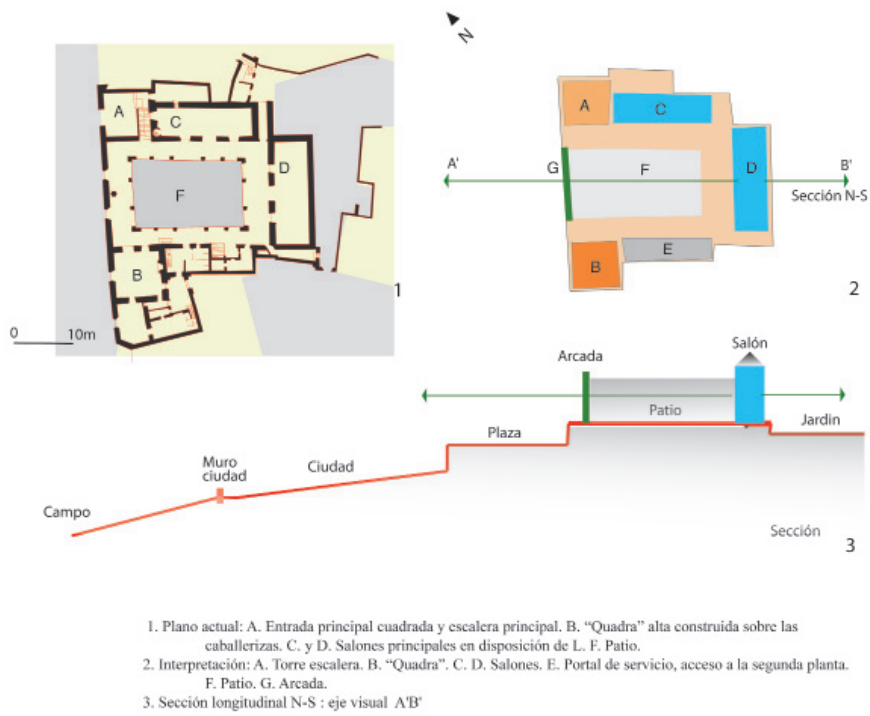 N
A
C
D
F
B
1
0
10m
A
C
A'
G
F
D
B'
Sección N-S
B
E
2
Arcada
Salón
Patio
Jardin
Plaza
Muro
ciudad
Ciudad
Campo
Sección
3
1. Plano actual: A. Entrada principal cuadrada y escalera principal. B. “Quadra” alta construida sobre las
caballerizas. C. y D. Salones principales en disposición de L. F. Patio.
2. Interpretación: A. Torre escalera. B. “Quadra”. C. D. Salones. E. Portal de servicio, acceso a la segunda planta.
F. Patio. G. Arcada.
3. Sección longitudinal N-S : eje visual A'B'